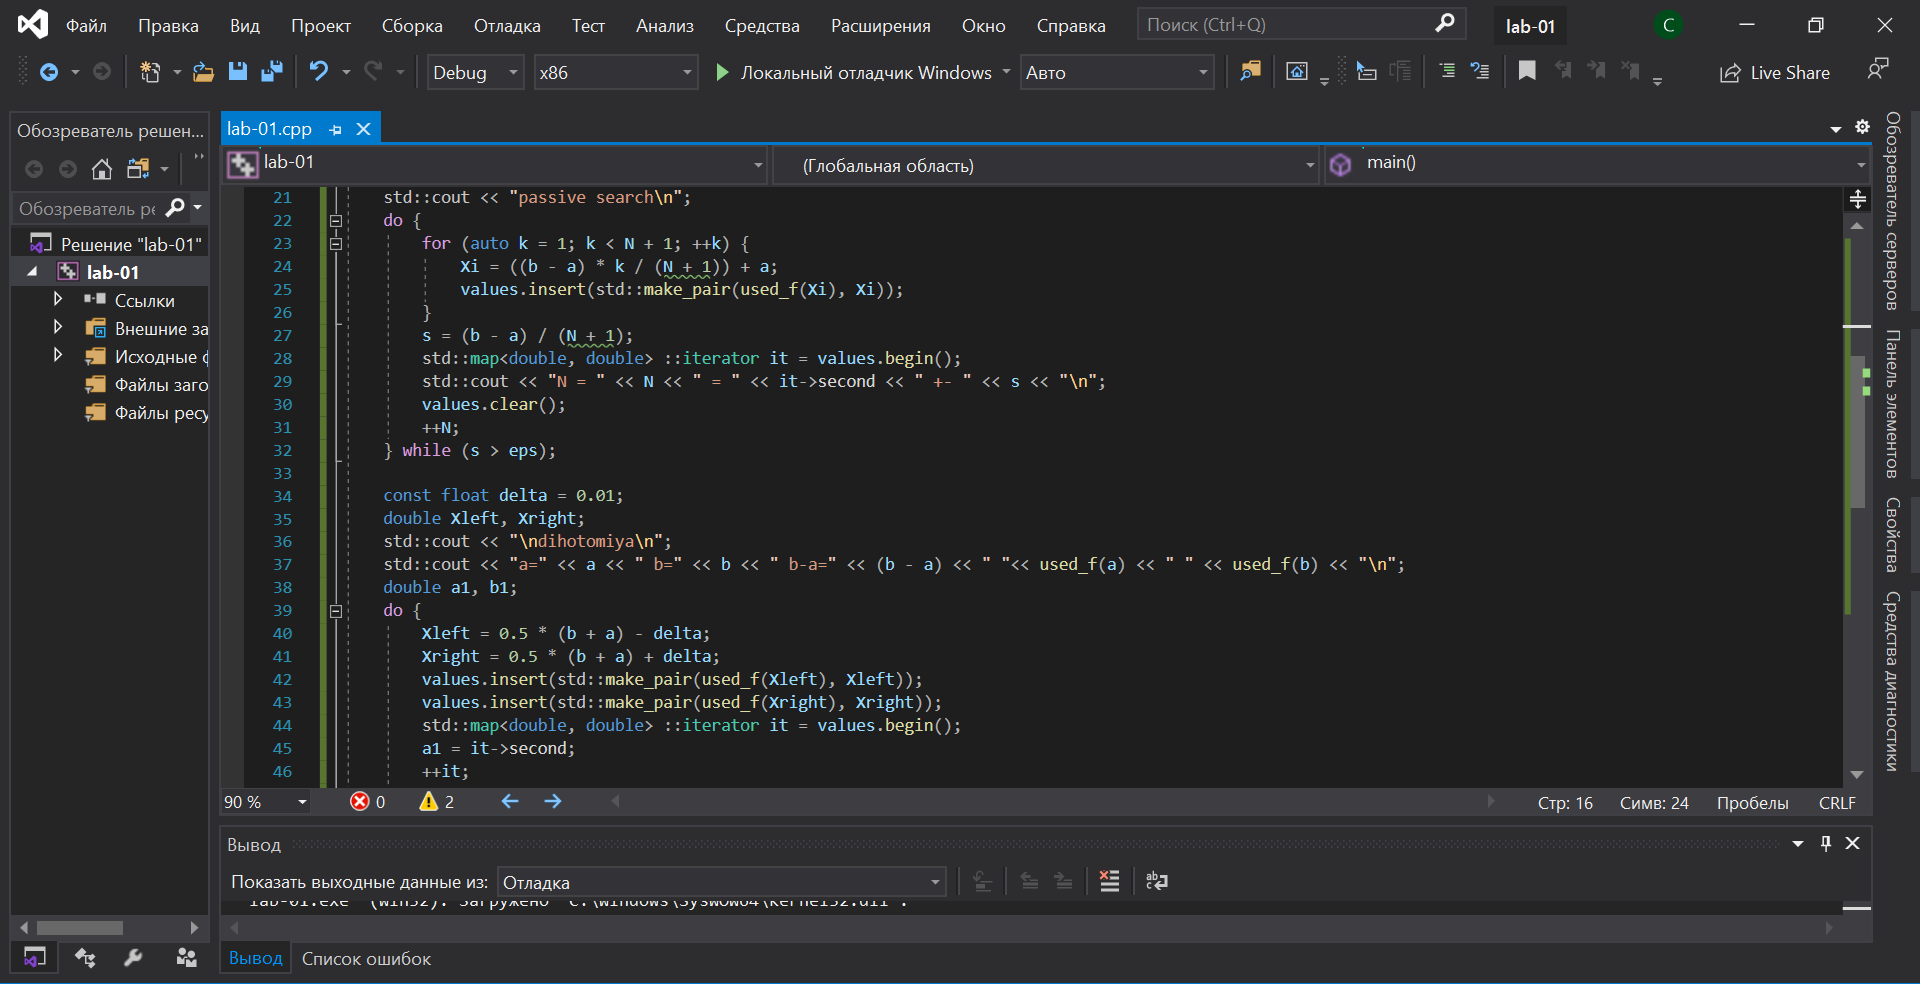 Файл Правка Вид Проект Сборка Отладка Тест Анализ Средства Расширения Окно Справка Поиск (Ctrl+Q) lab-01 C
Debug x86 Локальный отладчик Windows Авто Live Share
Обозреватель решен...
Обозреватель ре
Решение "lab-01"
lab-01
Ссылки
Внешние за
Исходные ф
Файлы заго
Файлы ресу
lab-01.cpp
lab-01 (Глобальная область) main()
21 std::cout << "passive search\n";
22 do {
23 for (auto k = 1; k < N + 1; ++k) {
24 Xi = ((b - a) * k / (N + 1)) + a;
25 values.insert(std::make_pair(used_f(Xi), Xi));
26 }
27 s = (b - a) / (N + 1);
28 std::map<double, double> ::iterator it = values.begin();
29 std::cout << "N = " << N << " = " << it->second << " +- " << s << "\n";
30 values.clear();
31 ++N;
32 } while (s > eps);
33
34 const float delta = 0.01;
35 double Xleft, Xright;
36 std::cout << "\ndihotomiya\n";
37 std::cout << "a=" << a << " b=" << b << " b-a=" << (b - a) << " "<< used_f(a) << " " << used_f(b) << "\n";
38 double a1, b1;
39 do {
40 Xleft = 0.5 * (b + a) - delta;
41 Xright = 0.5 * (b + a) + delta;
42 values.insert(std::make_pair(used_f(Xleft), Xleft));
43 values.insert(std::make_pair(used_f(Xright), Xright));
44 std::map<double, double> ::iterator it = values.begin();
45 a1 = it->second;
46 ++it;
90 % 0 2 Стр: 16 Симв: 24 Пробелы CRLF
Вывод
Показать выходные данные из: Отладка
"lab-01.exe" (Win32). Загружено "C:\Windows\SysWOW64\kernel32.dll".
Вывод Список ошибок
Обозреватель серверов
Панель элементов
Свойства
Средства диагностики